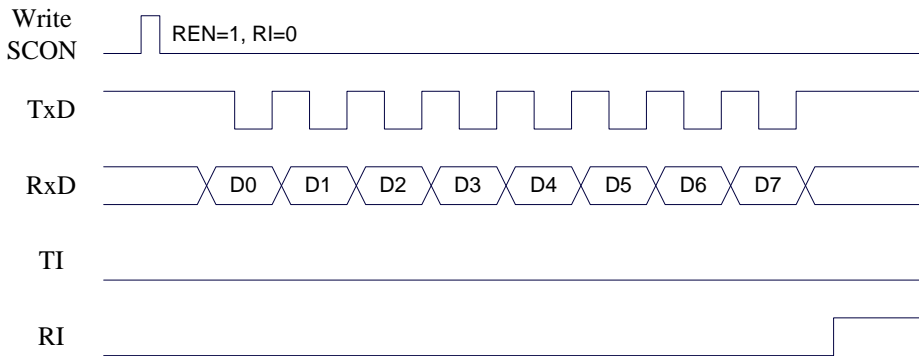 Write
SCON
REN=1, RI=0
TxD
RxD
D0 D1 D2 D3 D4 D5 D6 D7
TI
RI